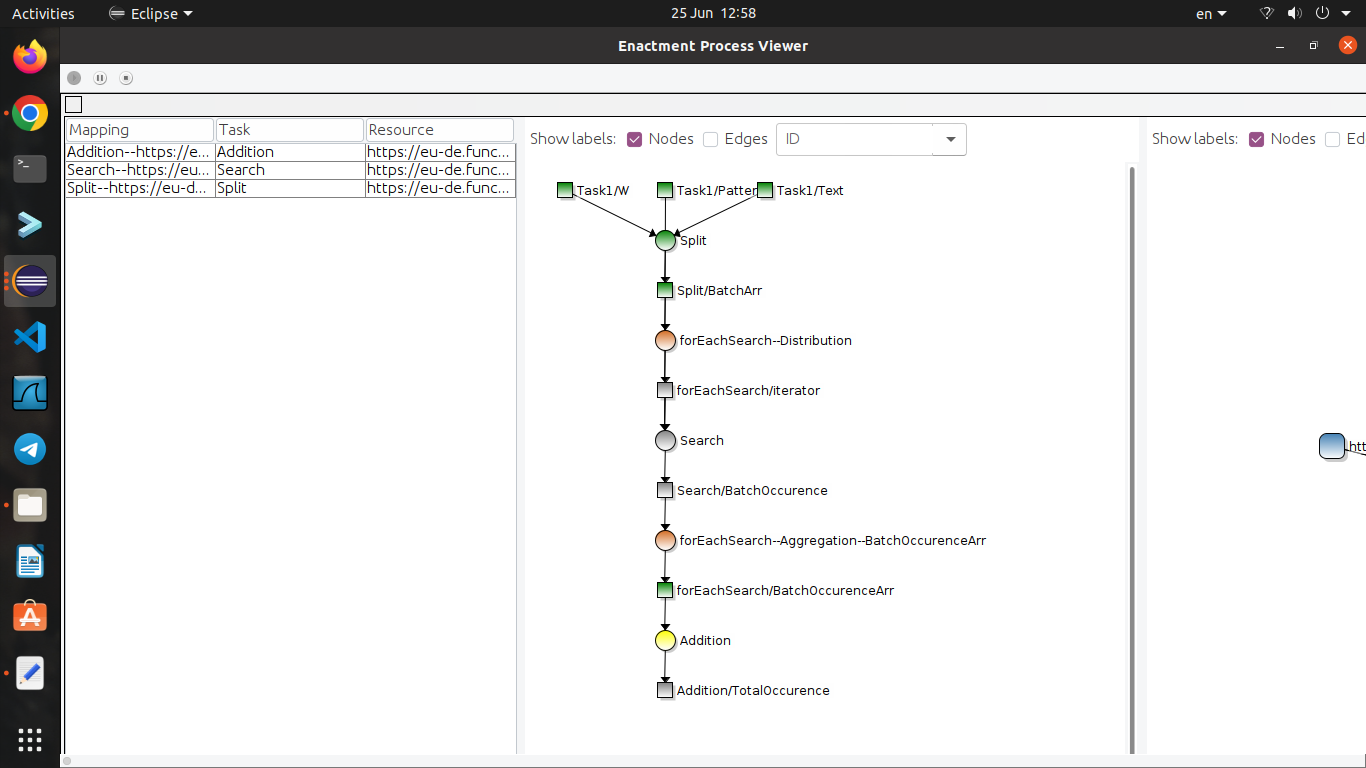 Activities Eclipse 25 Jun 12:58 en
Enactment Process Viewer
Mapping Task Resource
Addition--https://e... Addition https://eu-de.func...
Search--https://eu... Search https://eu-de.func...
Split--https://eu-d... Split https://eu-de.func...
Show labels: Nodes Edges ID
Task1/W Task1/Patter Task1/Text
Split
Split/BatchArr
forEachSearch--Distribution
forEachSearch/iterator
Search
Search/BatchOccurence
forEachSearch--Aggregation--BatchOccurenceArr
forEachSearch/BatchOccurenceArr
Addition
Addition/TotalOccurence
Show labels: Nodes Ed
htt